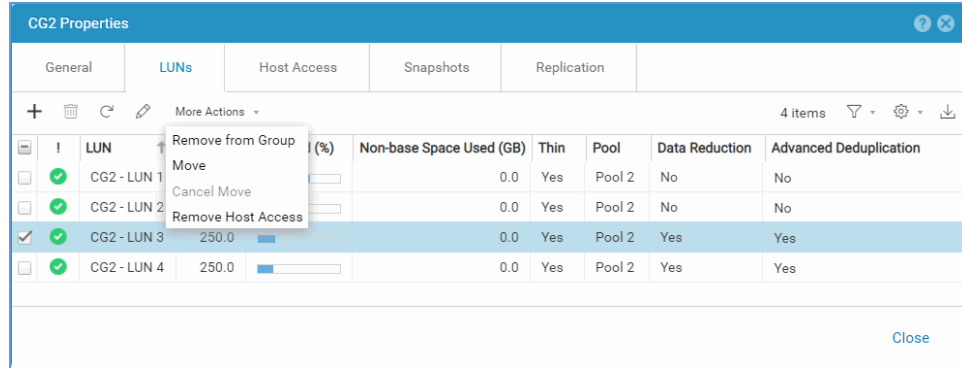 CG2 Properties
General LUNs Host Access Snapshots Replication
More Actions 4 items
Remove from Group
Move
Cancel Move
Remove Host Access
! LUN (%) Non-base Space Used (GB) Thin Pool Data Reduction Advanced Deduplication
CG2 - LUN 1 0.0 Yes Pool 2 No No
CG2 - LUN 2 0.0 Yes Pool 2 No No
CG2 - LUN 3 250.0 0.0 Yes Pool 2 Yes Yes
CG2 - LUN 4 250.0 0.0 Yes Pool 2 Yes Yes
Close